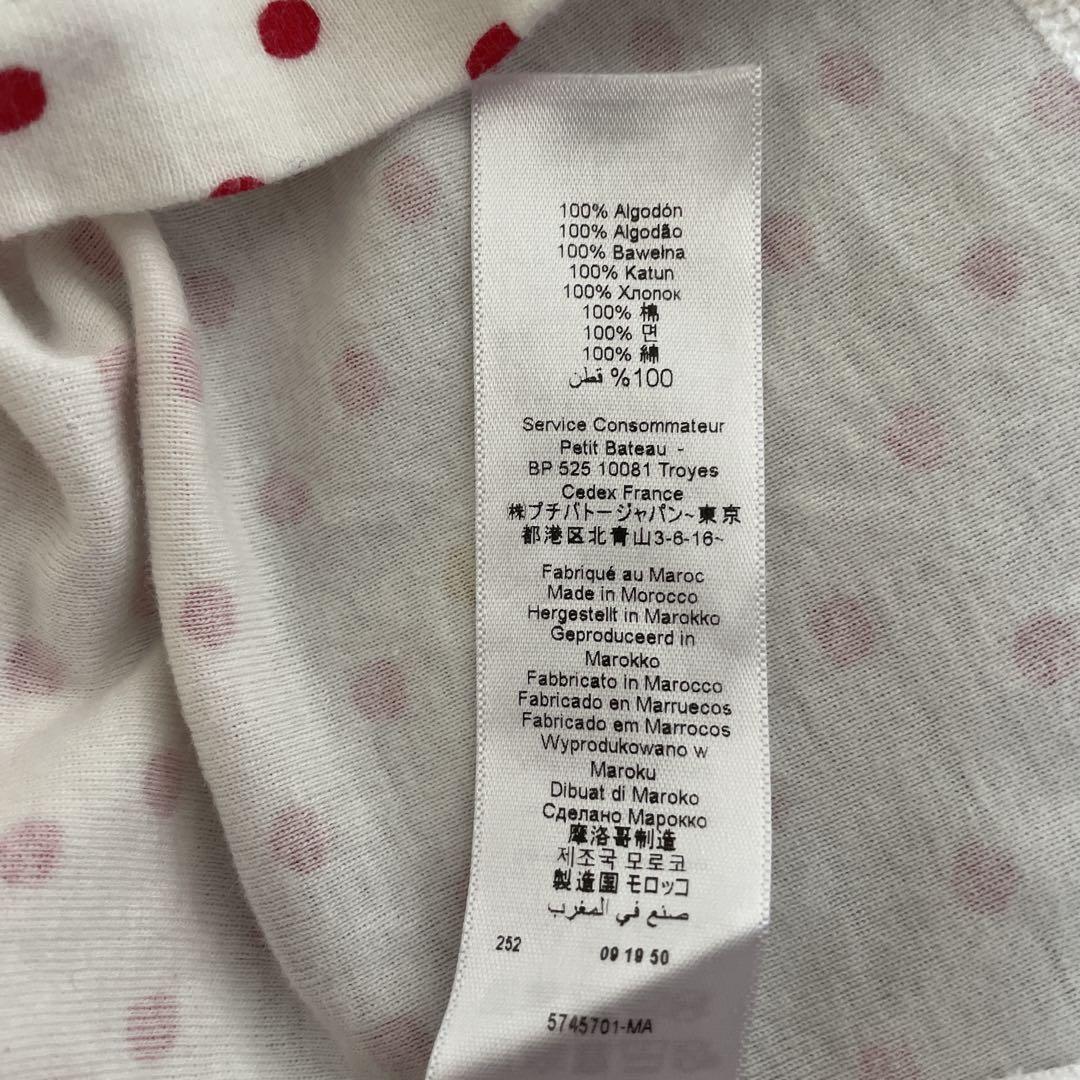 100% Algodón
100% Algodão
100% Bawełna
100% Katun
100% Хлопок
100% 棉
100% 면
100% 綿
100% قطن
Service Consommateur
Petit Bateau -
BP 525 10081 Troyes
Cedex France
㈱プチバトージャパン~東京
都港区北青山3-6-16~
Fabriqué au Maroc
Made in Morocco
Hergestellt in Marokko
Geproduceerd in
Marokko
Fabbricato in Marocco
Fabricado en Marruecos
Fabricado em Marrocos
Wyprodukowano w
Maroku
Dibuat di Maroko
Сделано Марокко
摩洛哥制造
제조국 모로코
製造国 モロッコ
صنع في المغرب
252 09 19 50
5745701-MA